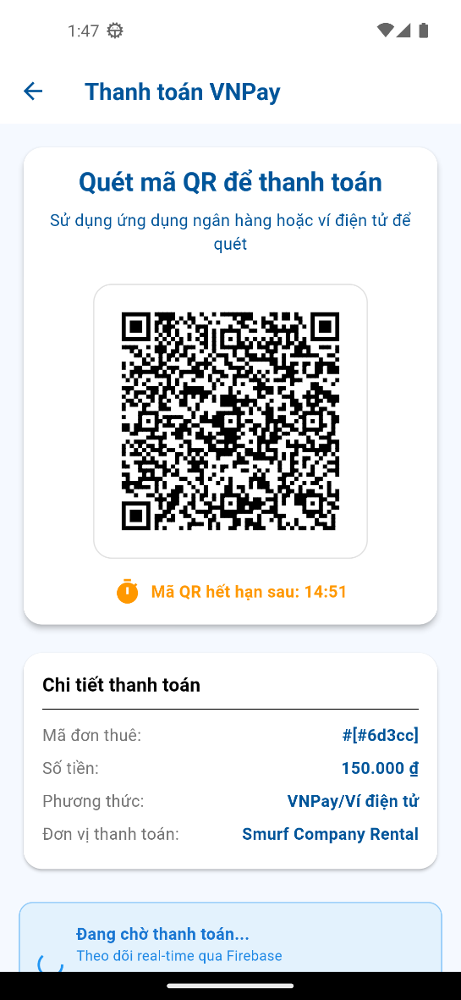 1:47
Thanh toán VNPay
Quét mã QR để thanh toán
Sử dụng ứng dụng ngân hàng hoặc ví điện tử để
quét
Mã QR hết hạn sau: 14:51
Chi tiết thanh toán
Mã đơn thuê: #[#6d3cc]
Số tiền: 150.000 ₫
Phương thức: VNPay/Ví điện tử
Đơn vị thanh toán: Smurf Company Rental
Đang chờ thanh toán...
Theo dõi real-time qua Firebase